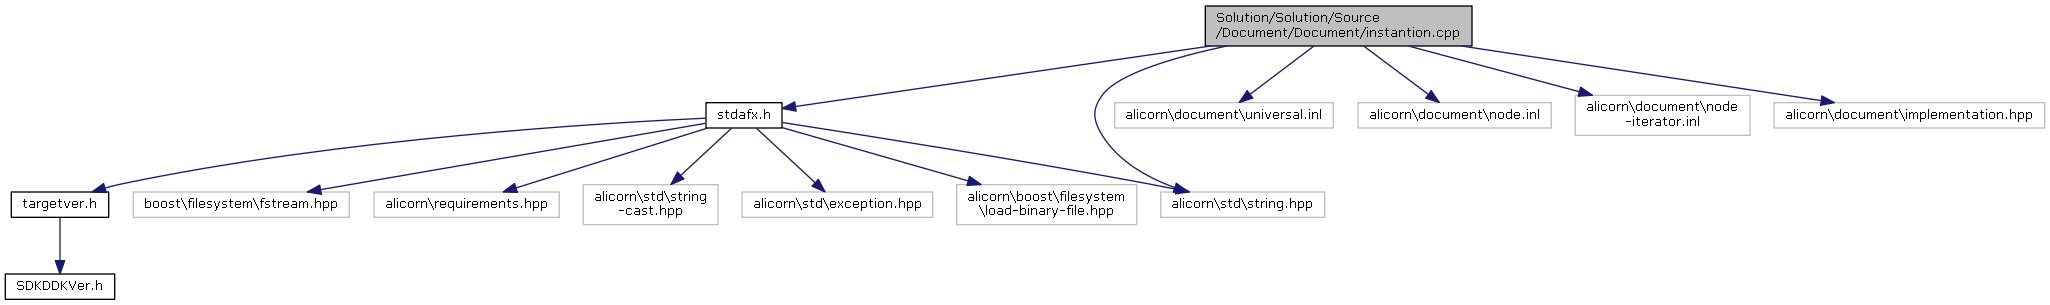 Solution/Solution/Source
/Document/Document/instantion.cpp
stdafx.h
alicorn\document\universal.inl
alicorn\document\node.inl
alicorn\document\node
-iterator.inl
alicorn\document\implementation.hpp
targetver.h
boost\filesystem\fstream.hpp
alicorn\requirements.hpp
alicorn\std\string
-cast.hpp
alicorn\std\exception.hpp
alicorn\boost\filesystem
\load-binary-file.hpp
alicorn\std\string.hpp
SDKDDKVer.h